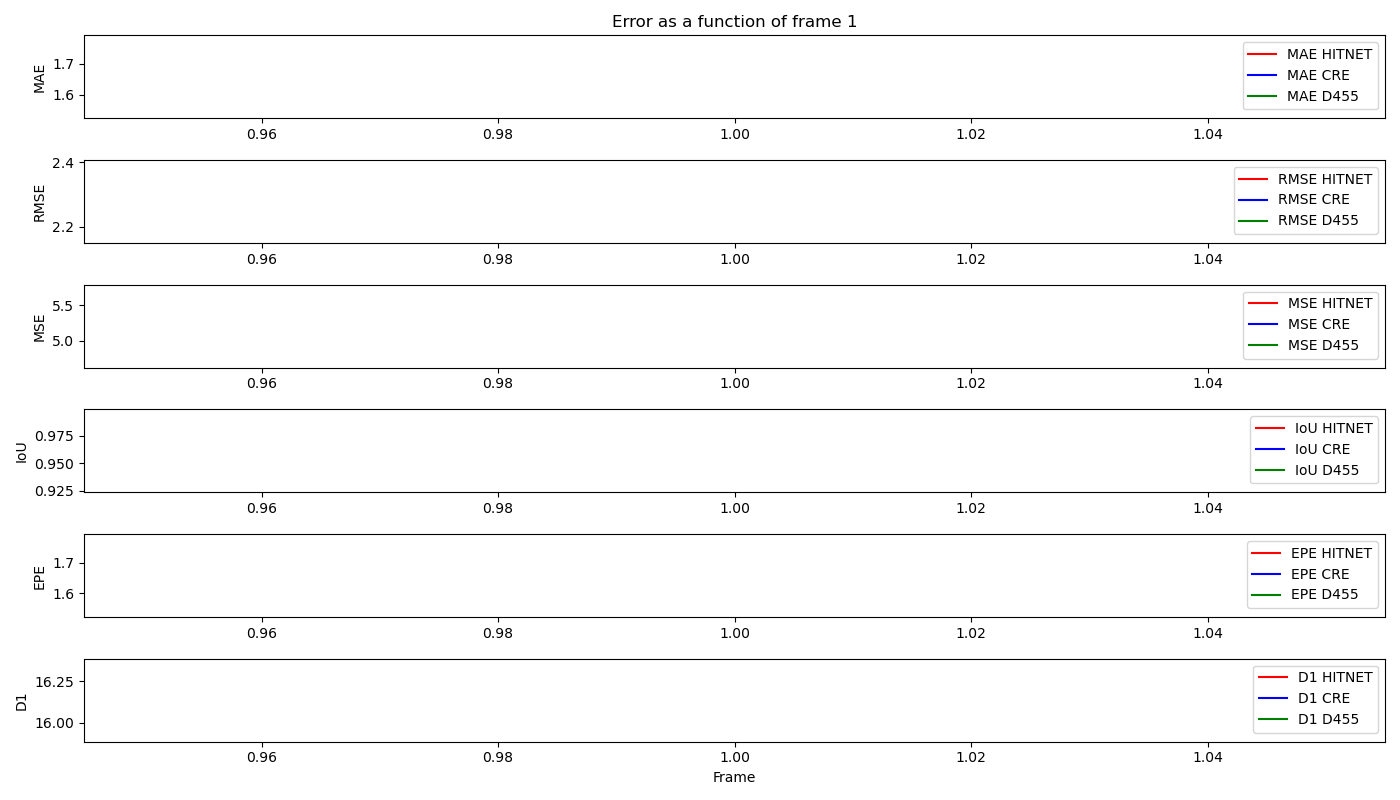 Error as a function of frame 1
MAE
1.7
1.6
MAE HITNET
MAE CRE
MAE D455
0.96 0.98 1.00 1.02 1.04
RMSE
2.4
2.2
RMSE HITNET
RMSE CRE
RMSE D455
0.96 0.98 1.00 1.02 1.04
MSE
5.5
5.0
MSE HITNET
MSE CRE
MSE D455
0.96 0.98 1.00 1.02 1.04
IoU
0.975
0.950
0.925
IoU HITNET
IoU CRE
IoU D455
0.96 0.98 1.00 1.02 1.04
EPE
1.7
1.6
EPE HITNET
EPE CRE
EPE D455
0.96 0.98 1.00 1.02 1.04
D1
16.25
16.00
D1 HITNET
D1 CRE
D1 D455
0.96 0.98 1.00 1.02 1.04
Frame